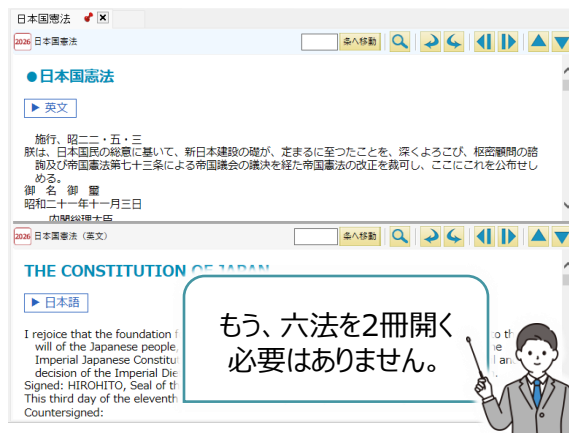 日本国憲法
2026 日本国憲法 条へ移動
●日本国憲法
▶ 英文
施行、昭二二・五・三
朕は、日本国民の総意に基いて、新日本建設の礎が、定まるに至つたことを、深くよろこび、枢密顧問の諮
詢及び帝国憲法第七十三条による帝国議会の議決を経た帝国憲法の改正を裁可し、ここにこれを公布せし
める。
御 名 御 璽
昭和二十一年十一月三日
内閣総理大臣
2026 日本国憲法（英文） 条へ移動
THE CONSTITUTION OF JAPAN
▶ 日本語
I rejoice that the foundation
will of the Japanese people,
Imperial Japanese
decision of the Imperial
Signed: HIROHITO, Seal of
This third day of the eleventh
Countersigned:
もう、六法を2冊開く
必要はありません。